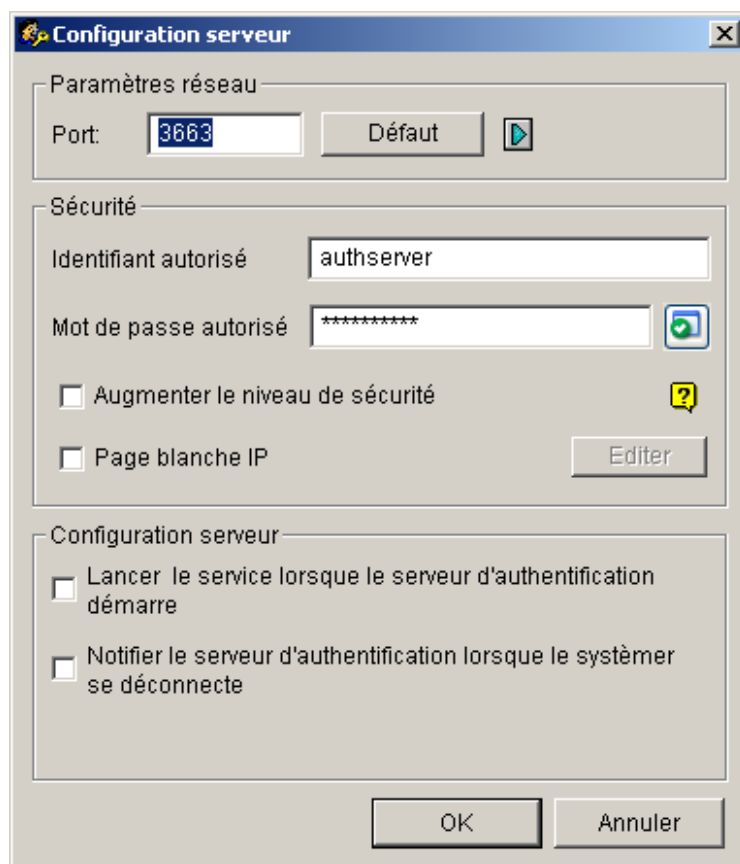 Configuration serveur
Paramètres réseau
Port: 3663 Défaut
Sécurité
Identifiant autorisé authserver
Mot de passe autorisé **********
Augmenter le niveau de sécurité ?
Page blanche IP Editer
Configuration serveur
Lancer le service lorsque le serveur d'authentification
démarre
Notifier le serveur d'authentification lorsque le systèmer
se déconnecte
OK Annuler